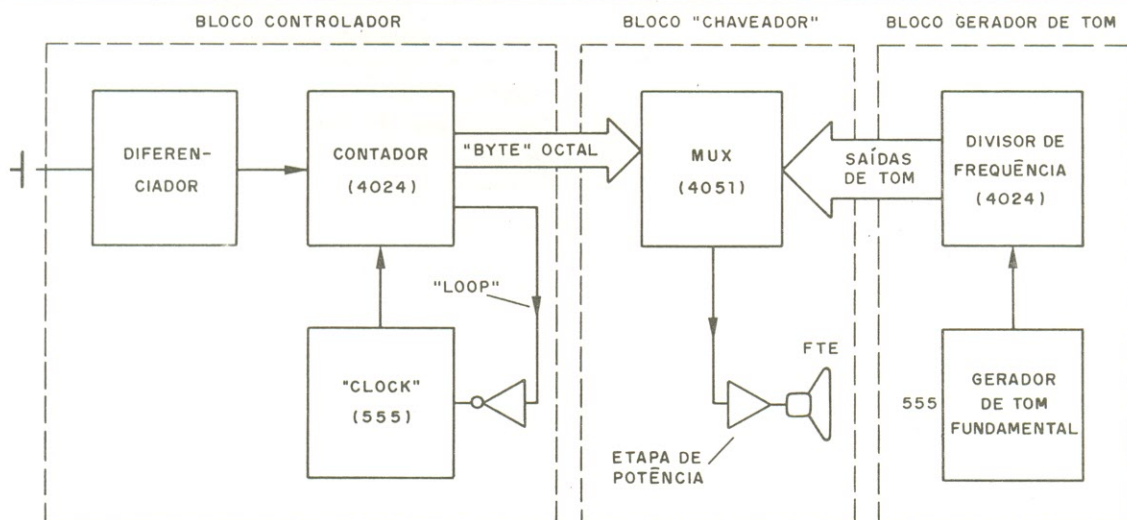 BLOCO CONTROLADOR
BLOCO "CHAVEADOR"
BLOCO GERADOR DE TOM
DIFEREN-
CIADOR
CONTADOR
(4024)
"BYTE" OCTAL
MUX
(4051)
SAÍDAS
DE TOM
DIVISOR DE
FREQUÊNCIA
(4024)
"LOOP"
"CLOCK"
(555)
FTE
ETAPA DE
POTÊNCIA
555
GERADOR
DE TOM
FUNDAMENTAL